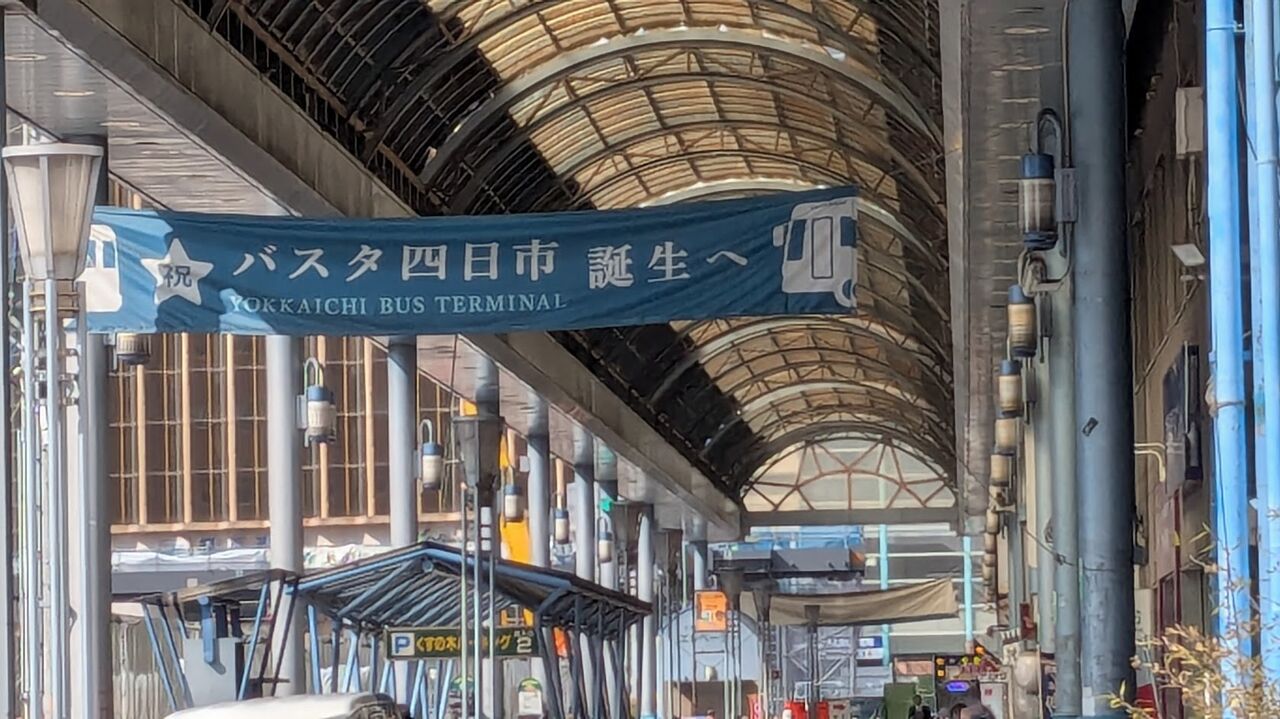 祝 バスタ四日市 誕生へ
YOKKAICHI BUS TERMINAL
P くすの木パーキング 2